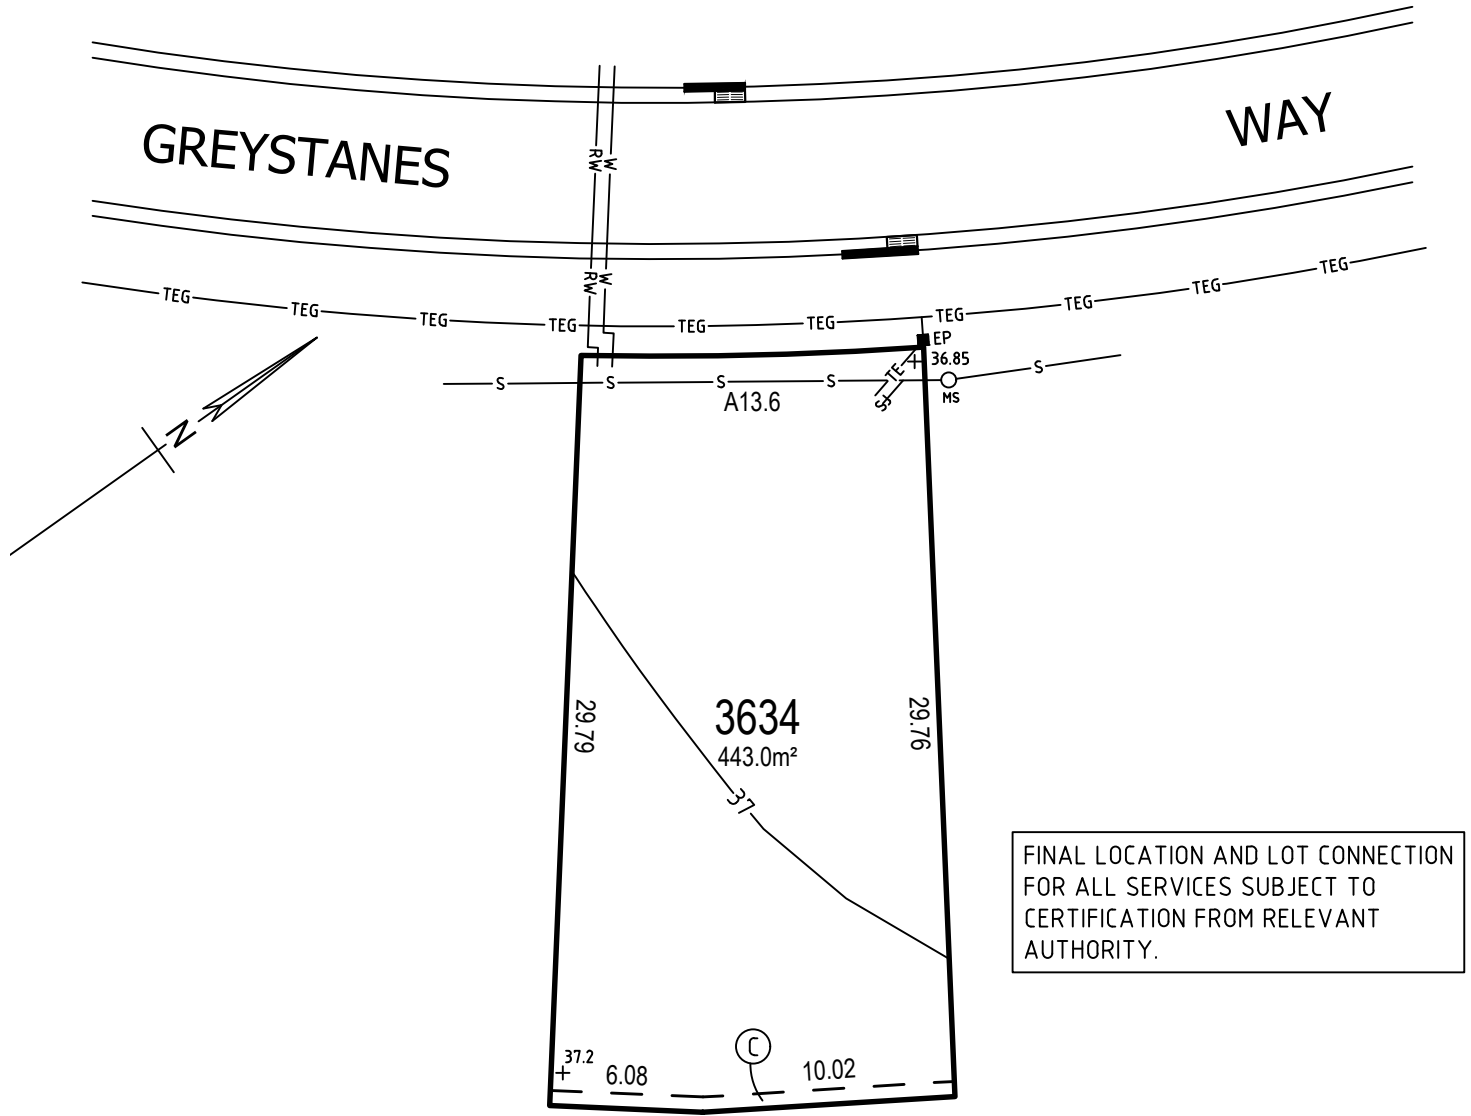 GREYSTANES WAY
RW
W
RW
W
TEG TEG TEG TEG TEG TEG TEG TEG TEG TEG
EP
36.85
S S S S S
TE
SJ
MS
A13.6
N
29.79
29.76
3634
443.0m²
37
FINAL LOCATION AND LOT CONNECTION
FOR ALL SERVICES SUBJECT TO
CERTIFICATION FROM RELEVANT
AUTHORITY.
C
37.2
6.08
10.02